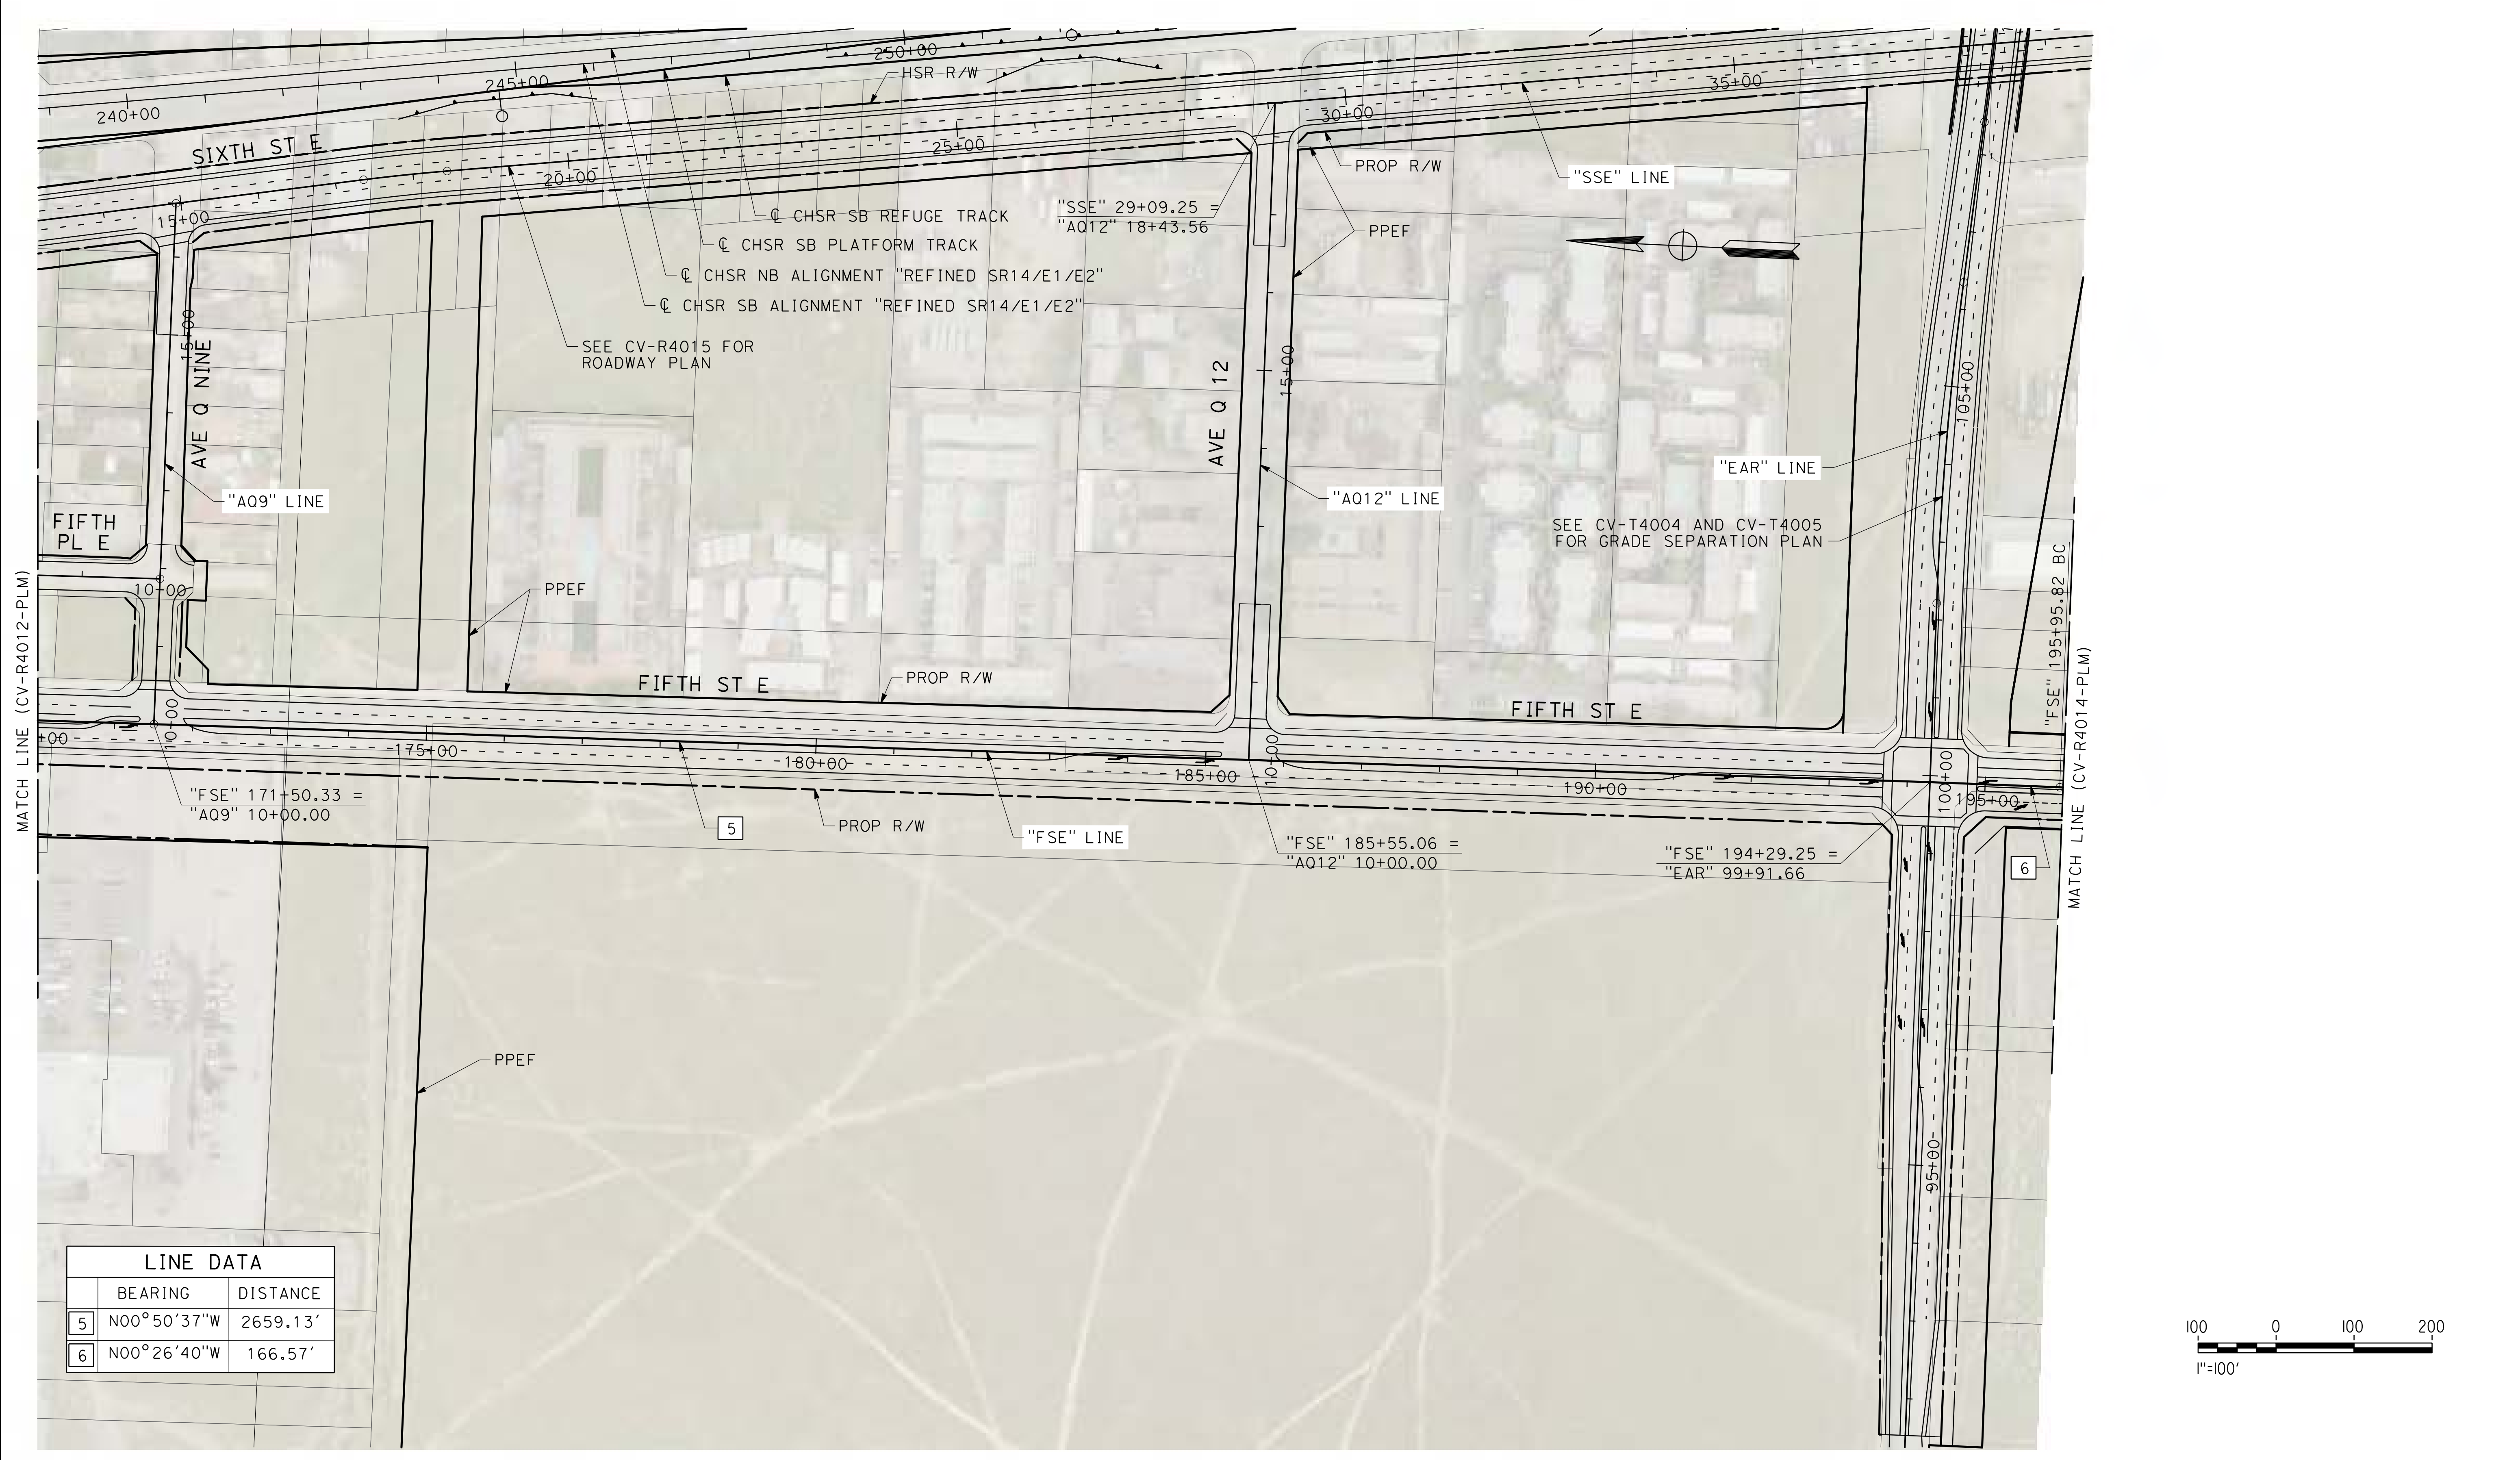 250+00
HSR R/W
245+00
240+00
35+00
30+00
SIXTH ST E
25+00
20+00
15+00
PROP R/W
"SSE" LINE
℄ CHSR SB REFUGE TRACK
"SSE" 29+09.25 =
"AQ12" 18+43.56
PPEF
℄ CHSR SB PLATFORM TRACK
℄ CHSR NB ALIGNMENT "REFINED SR14/E1/E2"
℄ CHSR SB ALIGNMENT "REFINED SR14/E1/E2"
15+00
AVE Q NINE
SEE CV-R4015 FOR
ROADWAY PLAN
AVE Q 12
15+00
105+00
"EAR" LINE
"AQ9" LINE
"AQ12" LINE
FIFTH
PL E
SEE CV-T4004 AND CV-T4005
FOR GRADE SEPARATION PLAN
10+00
PPEF
"FSE" 195+95.82 BC
MATCH LINE (CV-R4012-PLM)
FIFTH ST E
PROP R/W
FIFTH ST E
MATCH LINE (CV-R4014-PLM)
+00
10+00
175+00
180+00
185+00
10+00
190+00
100+00
195+00
"FSE" 171+50.33 =
"AQ9" 10+00.00
5
PROP R/W
"FSE" LINE
"FSE" 185+55.06 =
"AQ12" 10+00.00
"FSE" 194+29.25 =
"EAR" 99+91.66
6
PPEF
95+00
LINE DATA
BEARING DISTANCE
5 N00°50'37"W 2659.13'
6 N00°26'40"W 166.57'
100 0 100 200
1"=100'